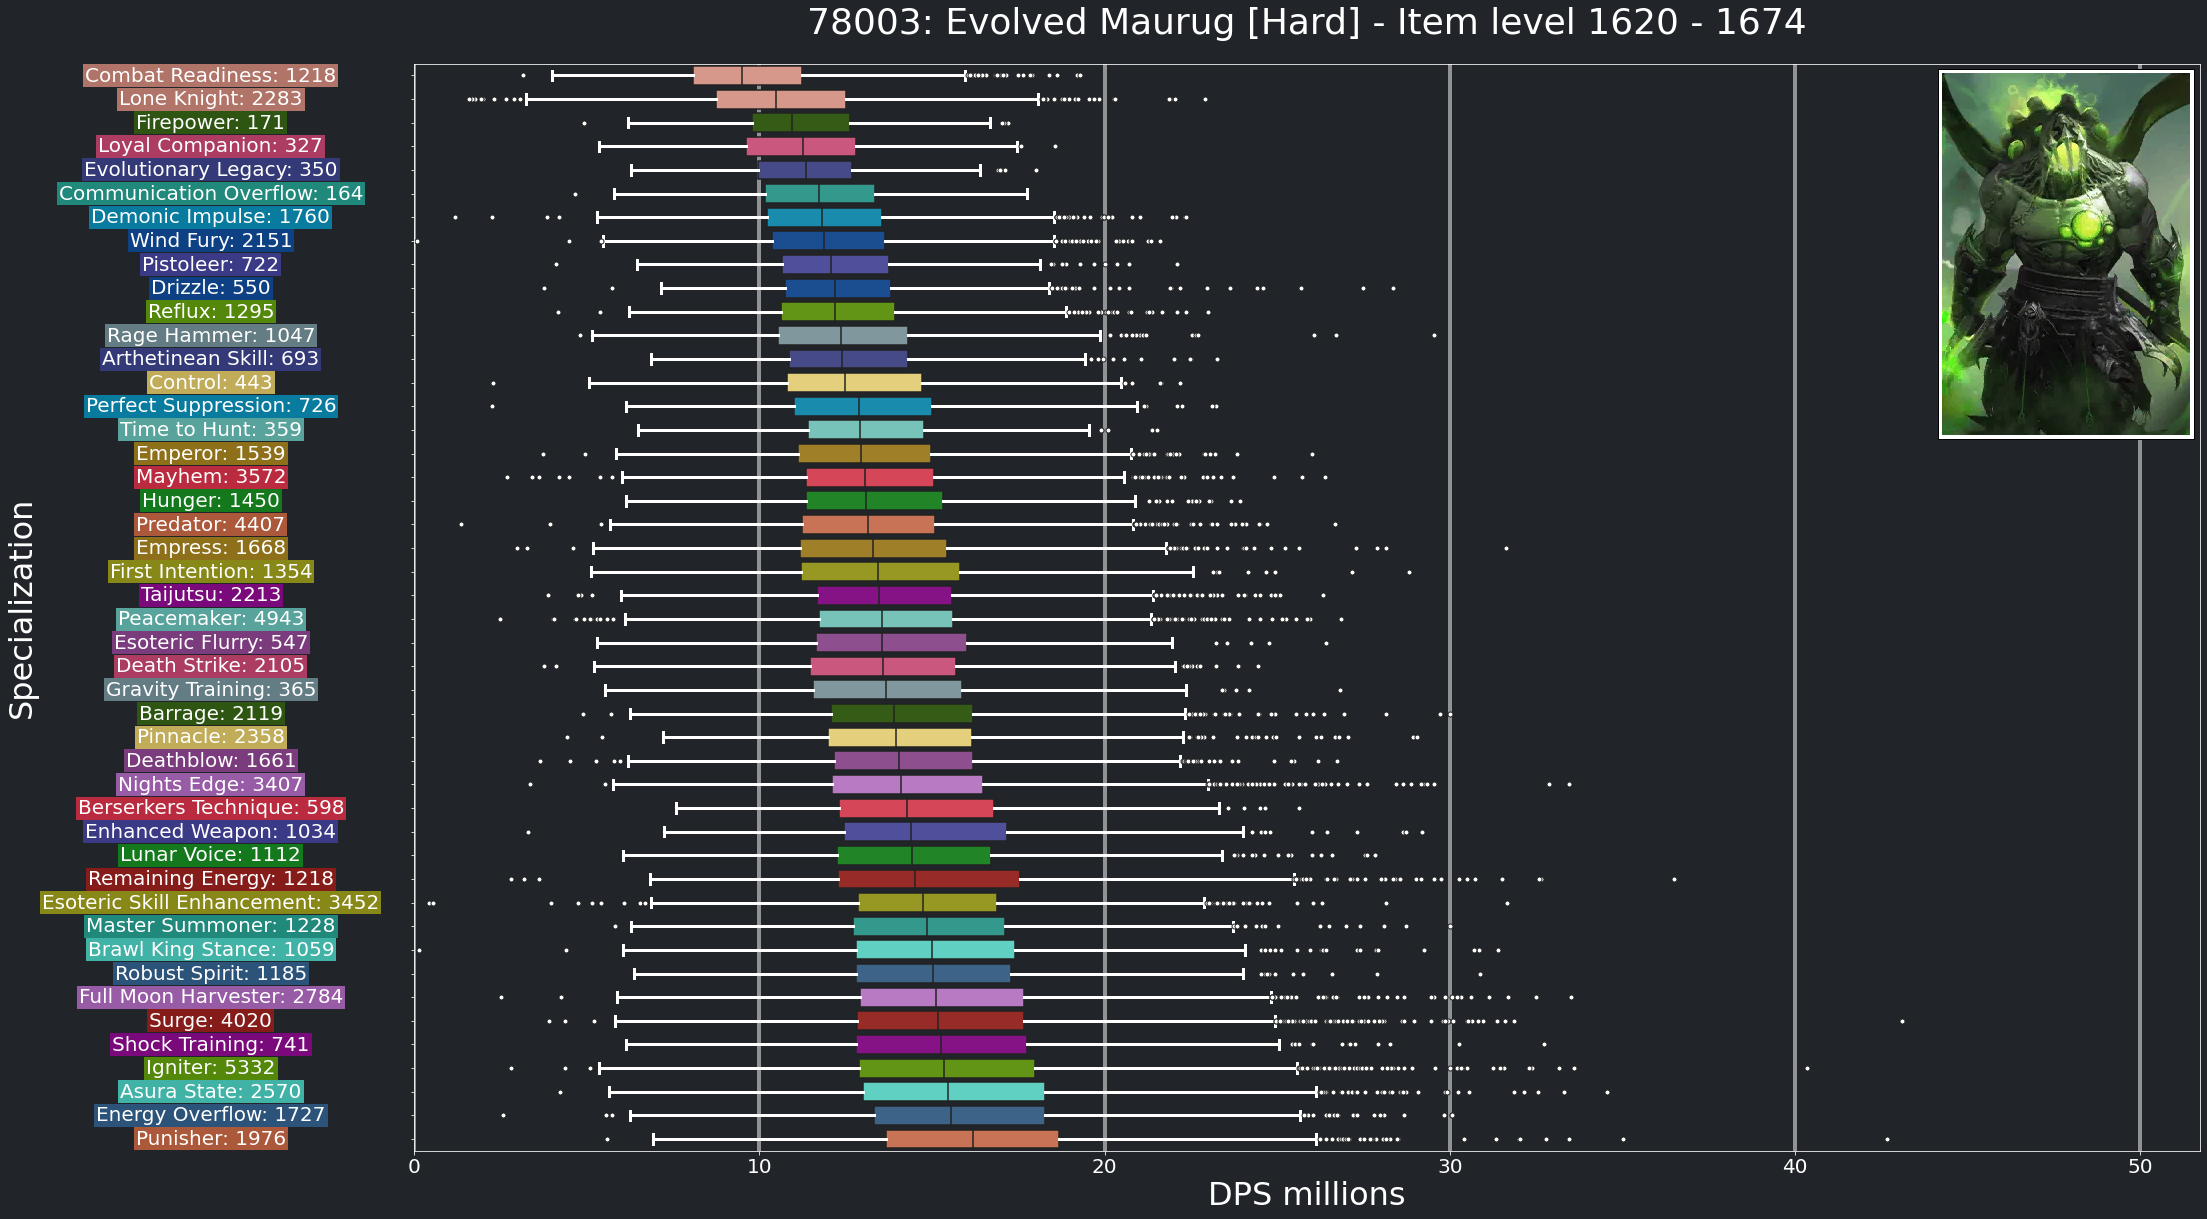 78003: Evolved Maurug [Hard] - Item level 1620 - 1674
Combat Readiness: 1218
Lone Knight: 2283
Firepower: 171
Loyal Companion: 327
Evolutionary Legacy: 350
Communication Overflow: 164
Demonic Impulse: 1760
Wind Fury: 2151
Pistoleer: 722
Drizzle: 550
Reflux: 1295
Rage Hammer: 1047
Arthetinean Skill: 693
Control: 443
Perfect Suppression: 726
Time to Hunt: 359
Emperor: 1539
Mayhem: 3572
Hunger: 1450
Predator: 4407
Empress: 1668
First Intention: 1354
Taijutsu: 2213
Peacemaker: 4943
Esoteric Flurry: 547
Death Strike: 2105
Gravity Training: 365
Barrage: 2119
Pinnacle: 2358
Deathblow: 1661
Nights Edge: 3407
Berserkers Technique: 598
Enhanced Weapon: 1034
Lunar Voice: 1112
Remaining Energy: 1218
Esoteric Skill Enhancement: 3452
Master Summoner: 1228
Brawl King Stance: 1059
Robust Spirit: 1185
Full Moon Harvester: 2784
Surge: 4020
Shock Training: 741
Igniter: 5332
Asura State: 2570
Energy Overflow: 1727
Punisher: 1976
Specialization
0 10 20 30 40 50
DPS millions